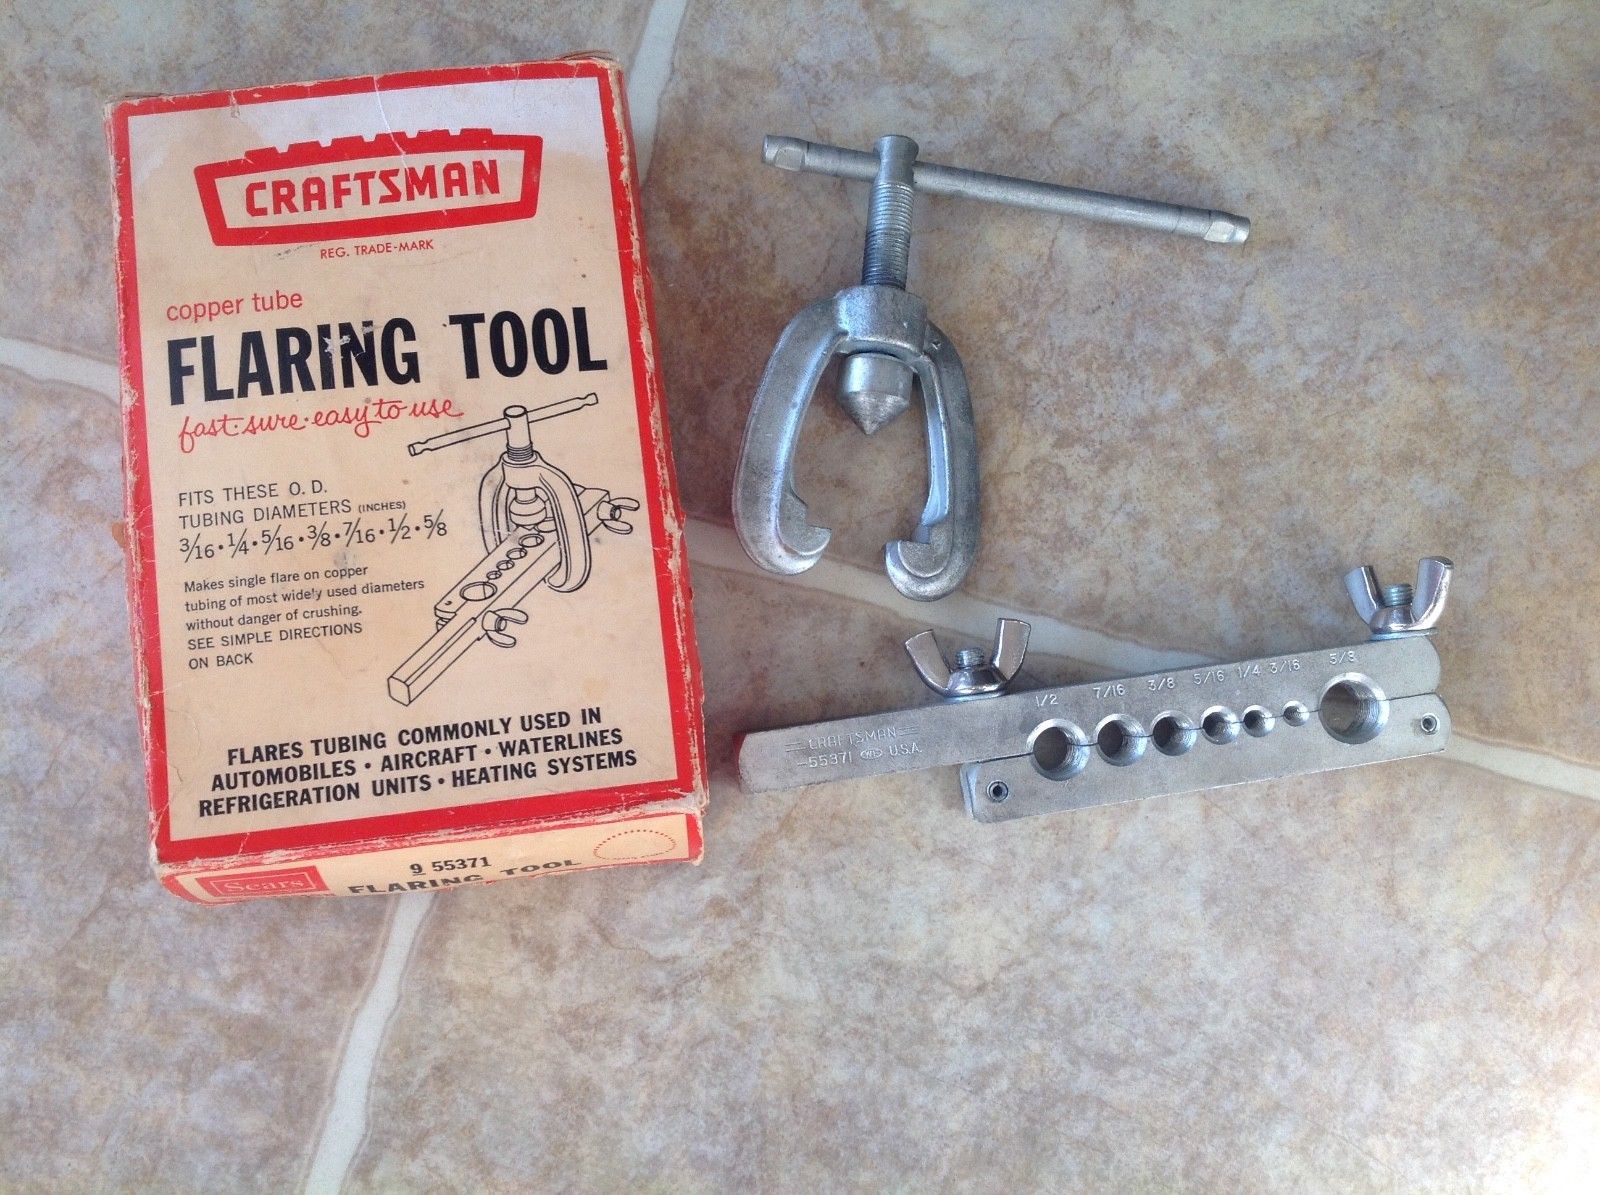 CRAFTSMAN
REG. TRADE-MARK
copper tube
FLARING TOOL
fast·sure·easy to use
FITS THESE O. D.
TUBING DIAMETERS (INCHES)
3/16 · 1/4 · 5/16 · 3/8 · 7/16 · 1/2 · 5/8
Makes single flare on copper
tubing of most widely used diameters
without danger of crushing.
SEE SIMPLE DIRECTIONS
ON BACK
FLARES TUBING COMMONLY USED IN
AUTOMOBILES · AIRCRAFT · WATERLINES
REFRIGERATION UNITS · HEATING SYSTEMS
Sears
9 55371
FLARING TOOL
1/2 7/16 3/8 5/16 1/4 3/16 5/8
CRAFTSMAN
-55371 U.S.A.